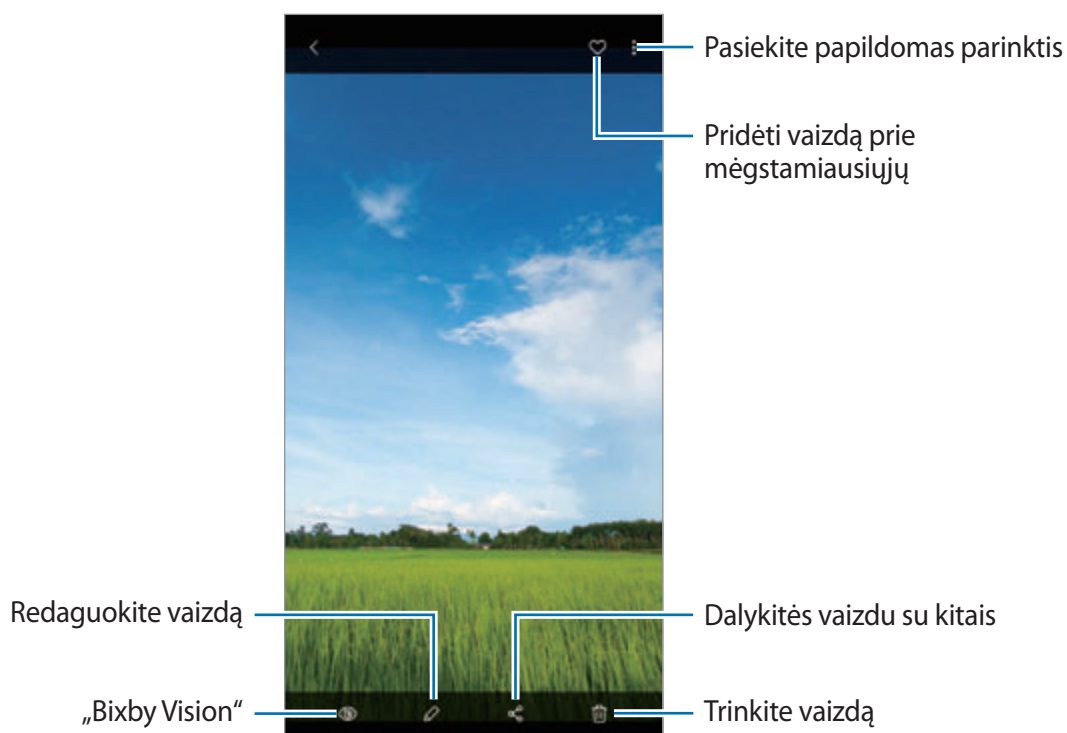 Pasiekite papildomas parinktis
Pridėti vaizdą prie
mėgstamiausiųjų
Redaguokite vaizdą
Dalykitės vaizdu su kitais
„Bixby Vision“
Trinkite vaizdą